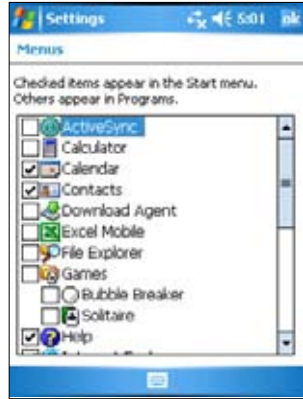 Settings 5:01 ok
Menus
Checked items appear in the Start menu.
Others appear in Programs.
ActiveSync
Calculator
Calendar
Contacts
Download Agent
Excel Mobile
File Explorer
Games
Bubble Breaker
Solitaire
Help